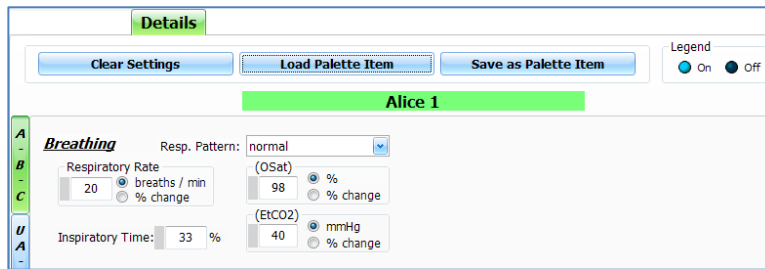 Details
Clear Settings Load Palette Item Save as Palette Item
Legend
On Off
Alice 1
A - B - C
Breathing Resp. Pattern: normal
Respiratory Rate
20 breaths / min
% change
(OSat)
98 %
% change
Inspiratory Time: 33 %
(EtCO2)
40 mmHg
% change
U A -